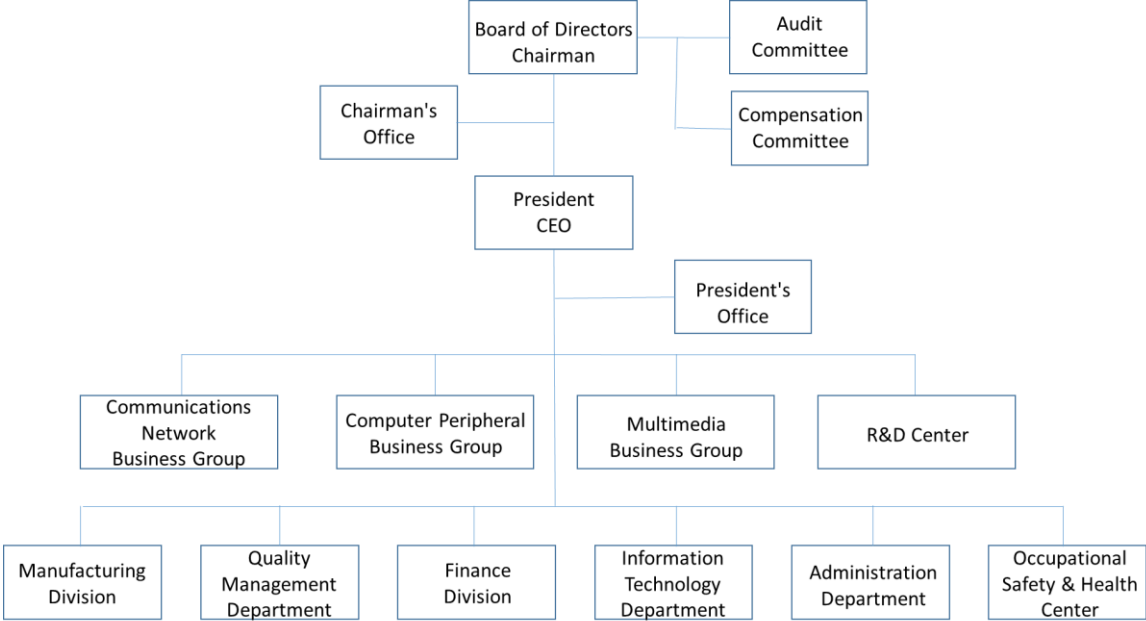 Board of Directors
Chairman
Audit
Committee
Chairman's
Office
Compensation
Committee
President
CEO
President's
Office
Communications
Network
Business Group
Computer Peripheral
Business Group
Multimedia
Business Group
R&D Center
Manufacturing
Division
Quality
Management
Department
Finance
Division
Information
Technology
Department
Administration
Department
Occupational
Safety & Health
Center